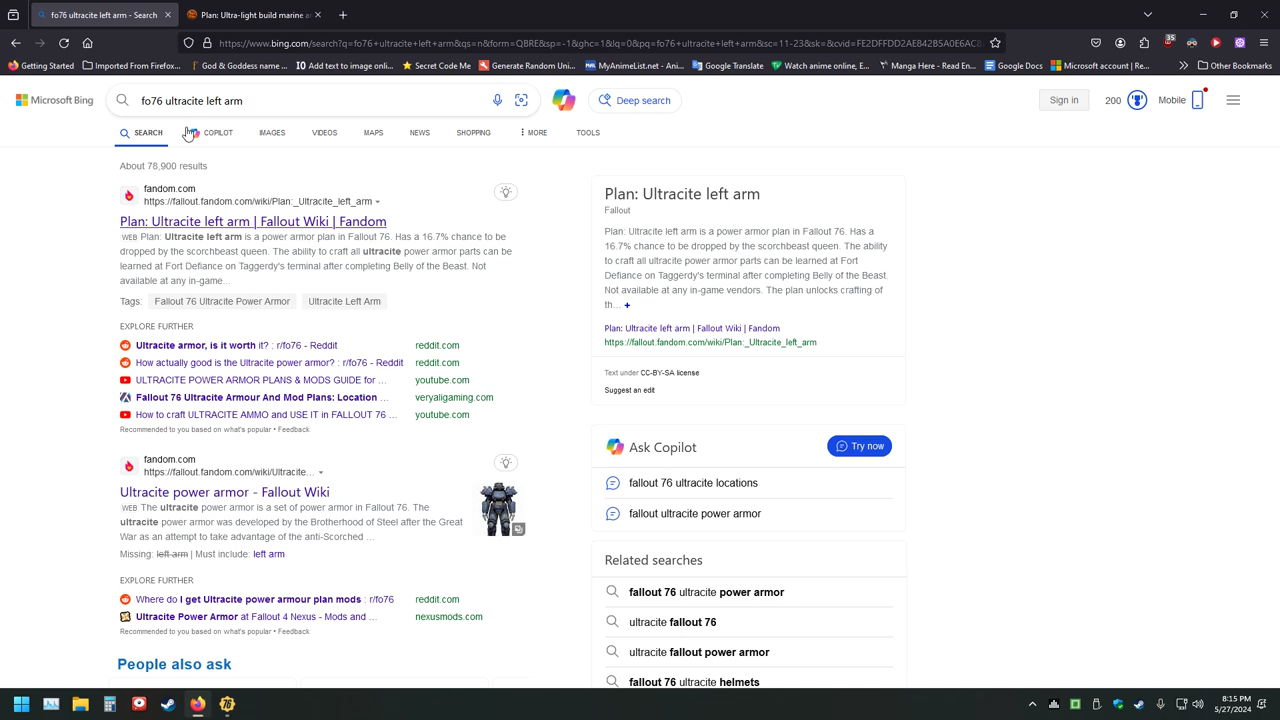 fo76 ultracite left arm - Search
Plan: Ultra-light build marine a
https://www.bing.com/search?q=fo76+ultracite+left+arm&qs=n&form=QBRE&sp=-1&ghc=1&lq=0&pq=fo76+ultracite+left+arm&sc=11-23&sk=&cvid=FE2DFFDD2AE842B5A0E6AC8
35
Getting Started
Imported From Firefox...
God & Goddess name ...
Add text to image onli...
Secret Code Me
Generate Random Uni...
MyAnimeList.net - Ani...
Google Translate
Watch anime online, ...
Manga Here - Read En...
Google Docs
Microsoft account | Re...
Other Bookmarks
Microsoft Bing
fo76 ultracite left arm
Deep search
Sign in
200
Mobile
SEARCH
COPILOT
IMAGES
VIDEOS
MAPS
NEWS
SHOPPING
MORE
TOOLS
About 78,900 results
fandom.com
https://fallout.fandom.com/wiki/Plan:_Ultracite_left_arm
Plan: Ultracite left arm | Fallout Wiki | Fandom
WEB Plan: Ultracite left arm is a power armor plan in Fallout 76. Has a 16.7% chance to be
dropped by the scorchbeast queen. The ability to craft all ultracite power armor parts can be
learned at Fort Defiance on Taggerdy's terminal after completing Belly of the Beast. Not
available at any in-game...
Tags: Fallout 76 Ultracite Power Armor Ultracite Left Arm
EXPLORE FURTHER
Ultracite armor, is it worth it? : r/fo76 - Reddit reddit.com
How actually good is the Ultracite power armor? : r/fo76 - Reddit reddit.com
ULTRACITE POWER ARMOR PLANS & MODS GUIDE for ... youtube.com
Fallout 76 Ultracite Armour And Mod Plans: Location ... veryaligaming.com
How to craft ULTRACITE AMMO and USE IT in FALLOUT 76 ... youtube.com
Recommended to you based on what's popular • Feedback
fandom.com
https://fallout.fandom.com/wiki/Ultracite...
Ultracite power armor - Fallout Wiki
WEB The ultracite power armor is a set of power armor in Fallout 76. The
ultracite power armor was developed by the Brotherhood of Steel after the Great
War as an attempt to take advantage of the anti-Scorched ...
Missing: left arm | Must include: left arm
EXPLORE FURTHER
Where do I get Ultracite power armour plan mods : r/fo76 reddit.com
Ultracite Power Armor at Fallout 4 Nexus - Mods and ... nexusmods.com
Recommended to you based on what's popular • Feedback
People also ask
Plan: Ultracite left arm
Fallout
Plan: Ultracite left arm is a power armor plan in Fallout 76. Has a
16.7% chance to be dropped by the scorchbeast queen. The ability
to craft all ultracite power armor parts can be learned at Fort
Defiance on Taggerdy's terminal after completing Belly of the Beast.
Not available at any in-game vendors. The plan unlocks crafting of
th... +
Plan: Ultracite left arm | Fallout Wiki | Fandom
https://fallout.fandom.com/wiki/Plan:_Ultracite_left_arm
Text under CC-BY-SA license
Suggest an edit
Ask Copilot
Try now
fallout 76 ultracite locations
fallout ultracite power armor
Related searches
fallout 76 ultracite power armor
ultracite fallout 76
ultracite fallout power armor
fallout 76 ultracite helmets
76
8:15 PM
5/27/2024